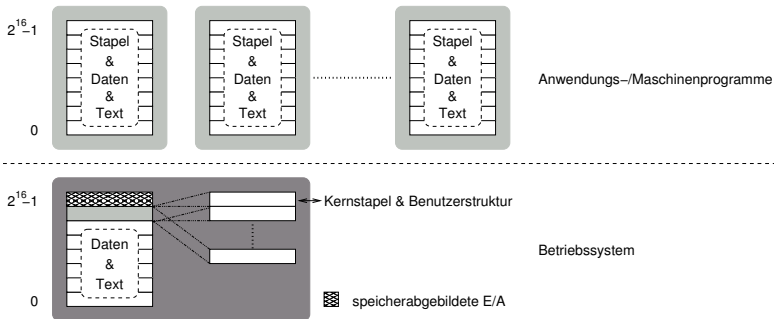 2^16–1
Stapel
&
Daten
&
Text
0
Stapel
&
Daten
&
Text
Stapel
&
Daten
&
Text
Anwendungs–/Maschinenprogramme
2^16–1
Daten
&
Text
0
Kernstapel & Benutzerstruktur
Betriebssystem
speicherabgebildete E/A